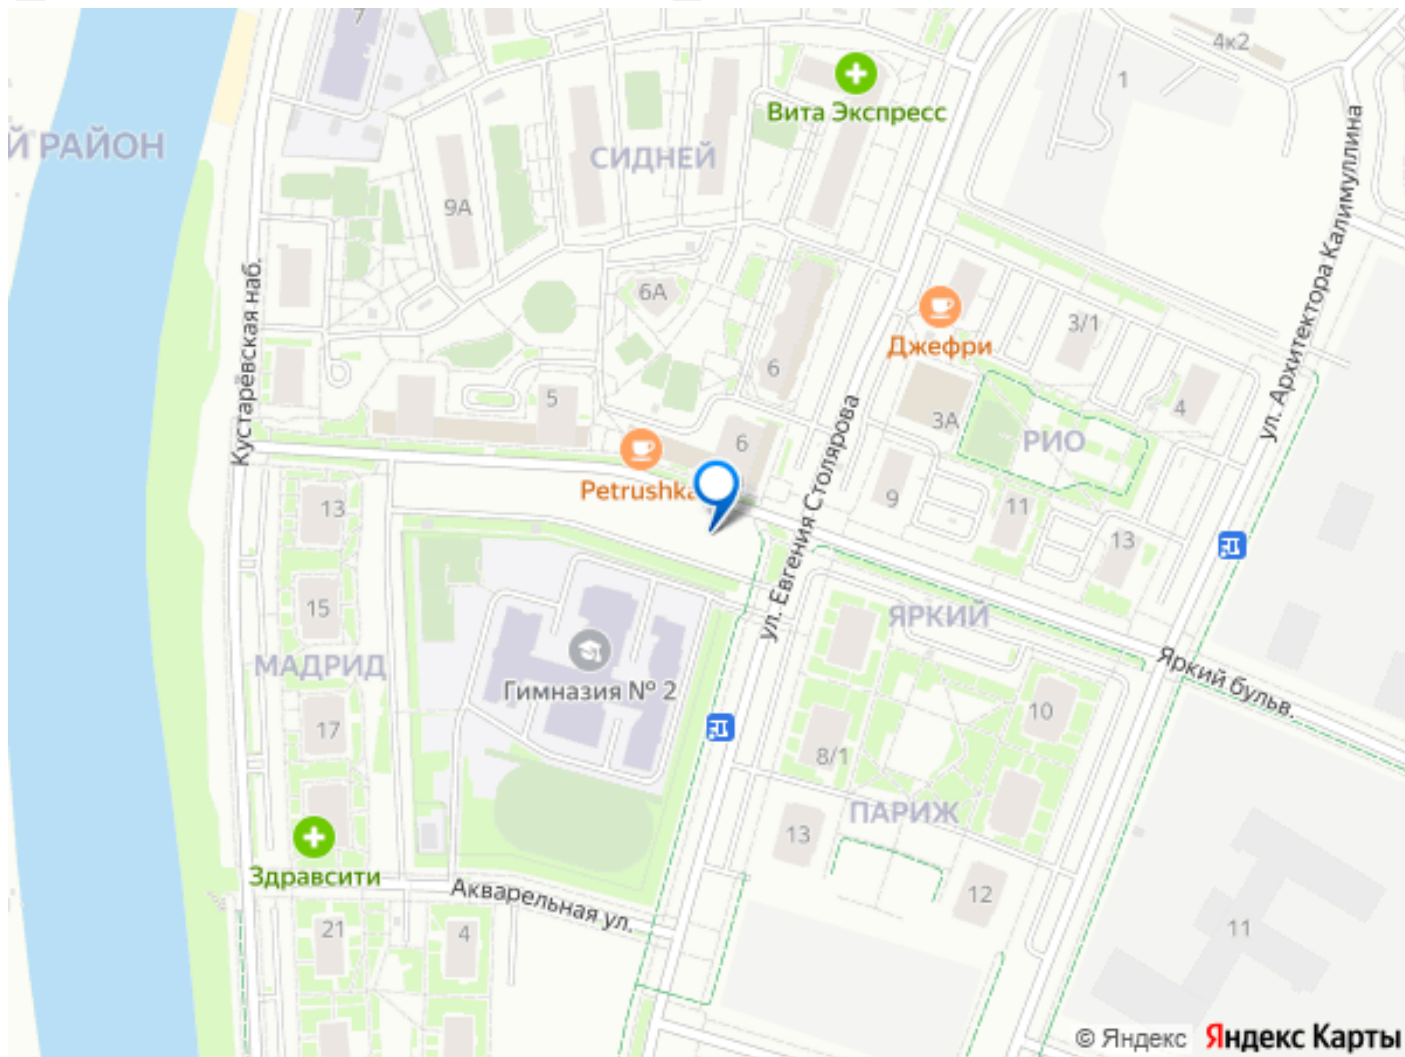 7
4к2
1
Вита Экспресс
Й РАЙОН
СИДНЕЙ
9А
ул. Архитектора Калимуллина
Кустарёвская наб.
6А
Джефри
3/1
6
5
3А
4
РИО
ул. Евгения Столярова
6
Petrushka
9
11
13
13
15
ЯРКИЙ
МАДРИД
Гимназия № 2
Яркий бульв.
17
10
8/1
ПАРИЖ
13
Здравсити
Акварельная ул.
12
21
4
11
© Яндекс
Яндекс Карты